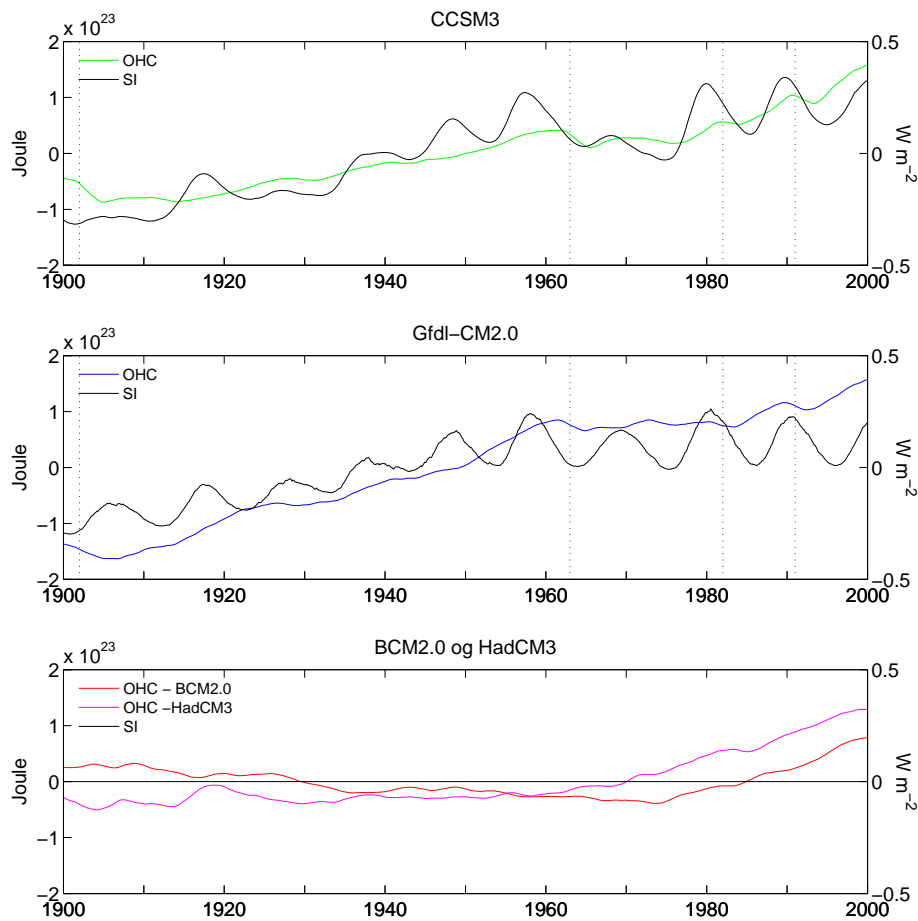 CCSM3
x 10^23
OHC
SI
Joule
W m^−2
2
1
0
−1
−2
0.5
0
−0.5
1900 1920 1940 1960 1980 2000
Gfdl−CM2.0
x 10^23
OHC
SI
Joule
W m^−2
2
1
0
−1
−2
0.5
0
−0.5
1900 1920 1940 1960 1980 2000
BCM2.0 og HadCM3
x 10^23
OHC − BCM2.0
OHC −HadCM3
SI
Joule
W m^−2
2
1
0
−1
−2
0.5
0
−0.5
1900 1920 1940 1960 1980 2000